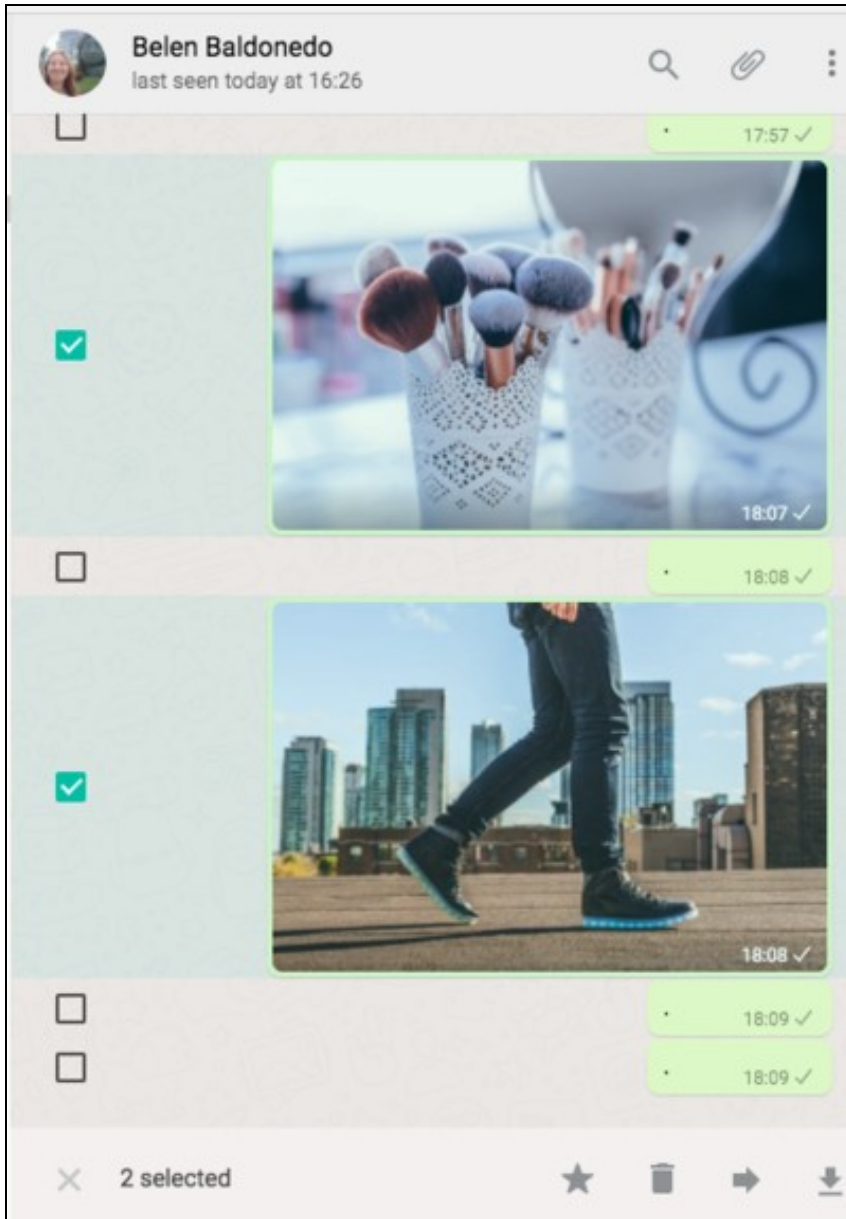 Belen Baldonedo
last seen today at 16:26
. 17:57
18:07
. 18:08
18:08
. 18:09
. 18:09
2 selected